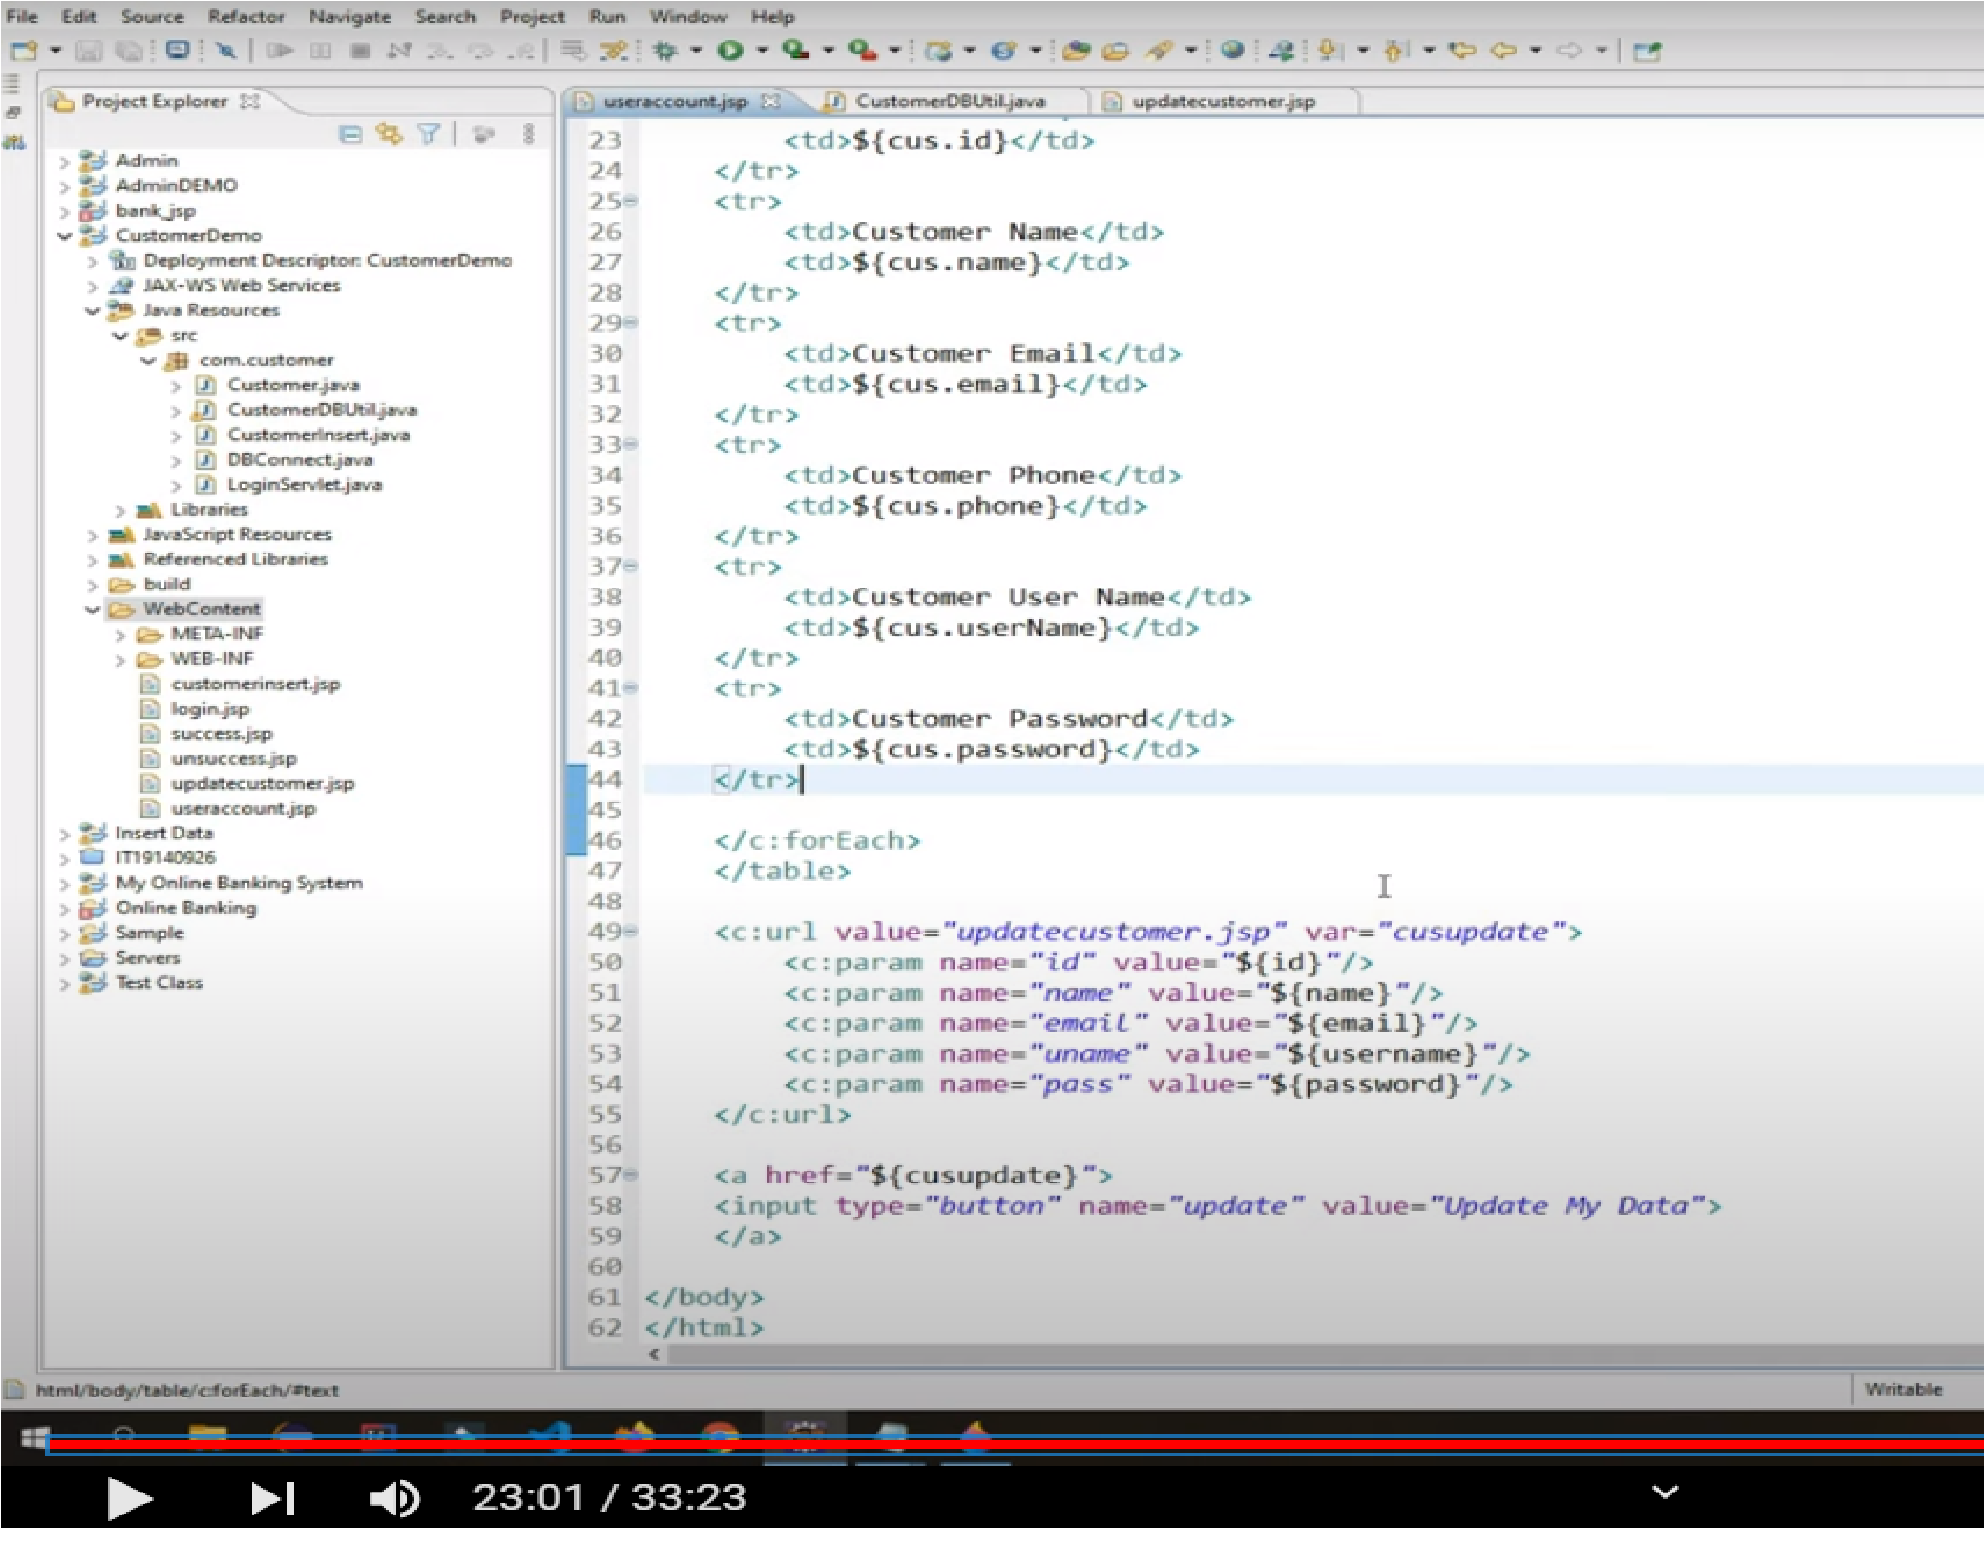 File Edit Source Refactor Navigate Search Project Run Window Help
Project Explorer
Admin
AdminDEMO
bank_jsp
CustomerDemo
Deployment Descriptor: CustomerDemo
JAX-WS Web Services
Java Resources
src
com.customer
Customer.java
CustomerDBUtil.java
CustomerInsert.java
DBConnect.java
LoginServlet.java
Libraries
JavaScript Resources
Referenced Libraries
build
WebContent
META-INF
WEB-INF
customerinsert.jsp
login.jsp
success.jsp
unsuccess.jsp
updatecustomer.jsp
useraccount.jsp
Insert Data
IT19140926
My Online Banking System
Online Banking
Sample
Servers
Test Class
useraccount.jsp CustomerDBUtil.java updatecustomer.jsp
23 <td>${cus.id}</td>
24 </tr>
25 <tr>
26 <td>Customer Name</td>
27 <td>${cus.name}</td>
28 </tr>
29 <tr>
30 <td>Customer Email</td>
31 <td>${cus.email}</td>
32 </tr>
33 <tr>
34 <td>Customer Phone</td>
35 <td>${cus.phone}</td>
36 </tr>
37 <tr>
38 <td>Customer User Name</td>
39 <td>${cus.userName}</td>
40 </tr>
41 <tr>
42 <td>Customer Password</td>
43 <td>${cus.password}</td>
44 </tr>
45
46 </c:forEach>
47 </table>
48
49 <c:url value="updatecustomer.jsp" var="cusupdate">
50 <c:param name="id" value="${id}"/>
51 <c:param name="name" value="${name}"/>
52 <c:param name="email" value="${email}"/>
53 <c:param name="uname" value="${username}"/>
54 <c:param name="pass" value="${password}"/>
55 </c:url>
56
57 <a href="${cusupdate}">
58 <input type="button" name="update" value="Update My Data">
59 </a>
60
61 </body>
62 </html>
html/body/table/c:forEach/#text
Writable
23:01 / 33:23